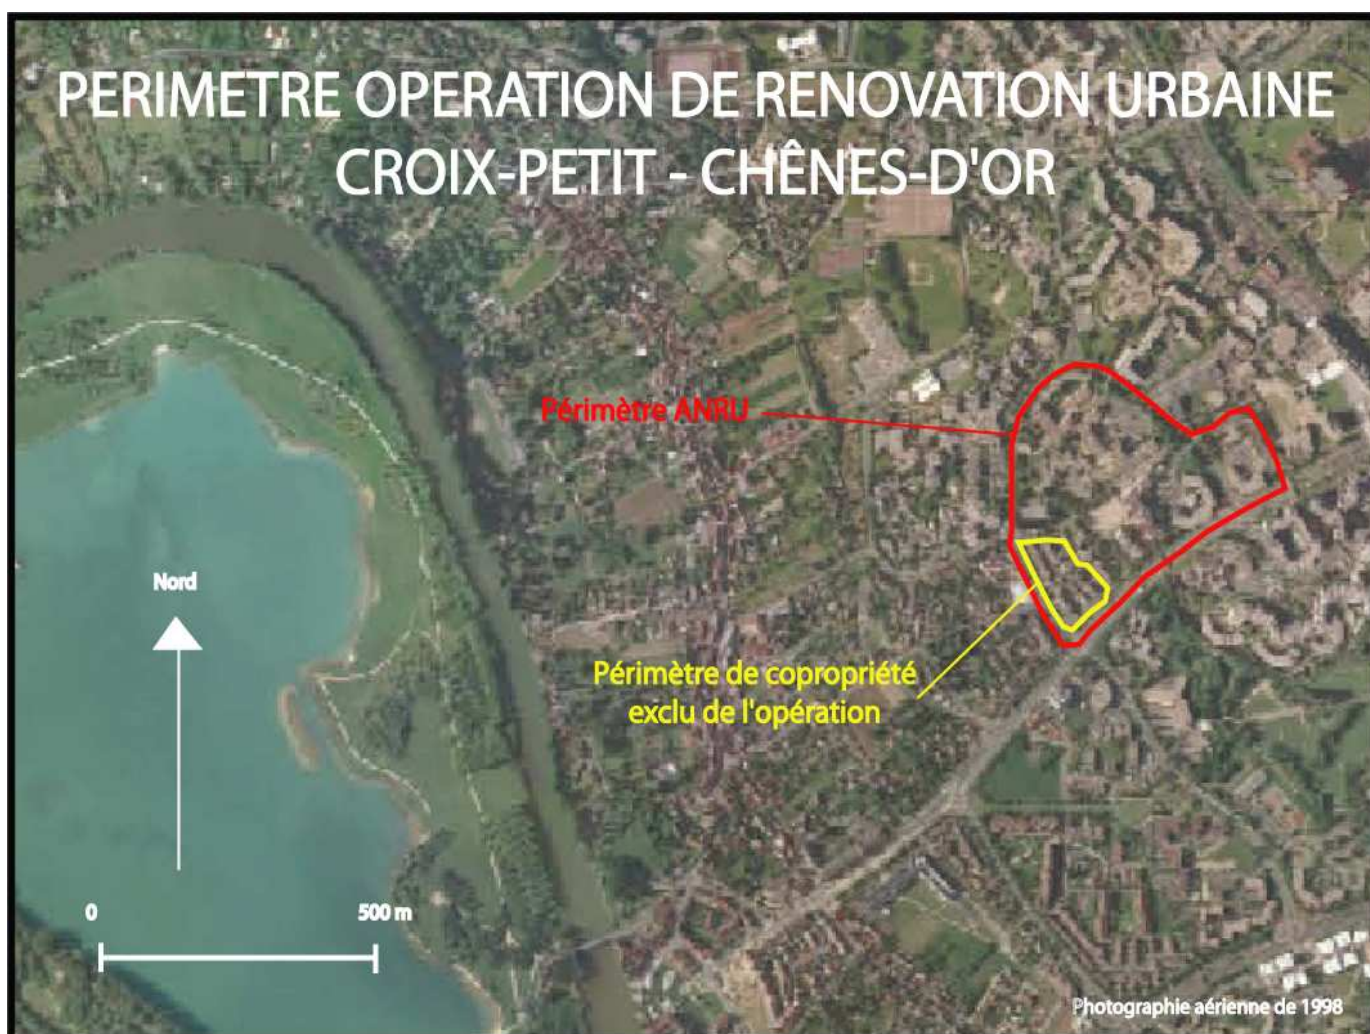 PERIMETRE OPERATION DE RENOVATION URBAINE
CROIX-PETIT - CHÊNES-D'OR
Périmètre ANRU
Nord
Périmètre de copropriété
exclu de l'opération
0
500 m
Photographie aérienne de 1998